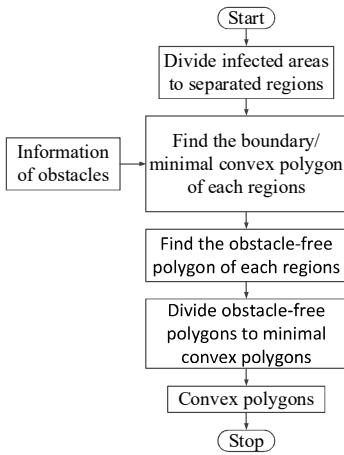 Start
Divide infected areas
to separated regions
Information
of obstacles
Find the boundary/
minimal convex polygon
of each regions
Find the obstacle-free
polygon of each regions
Divide obstacle-free
polygons to minimal
convex polygons
Convex polygons
Stop